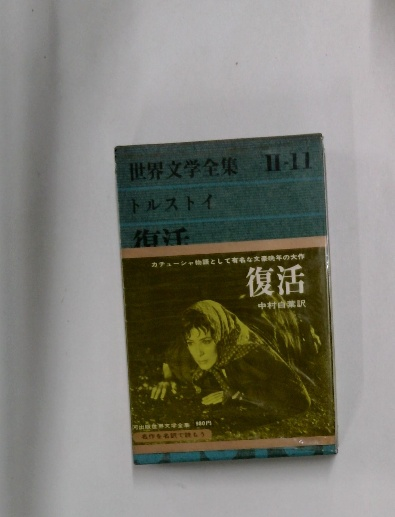 世界文学全集 II-11
トルストイ
復活
カチューシャ物語として有名な文豪晩年の大作
復活
中村白葉訳
河出版世界文学全集 480円
名作を名訳で読もう